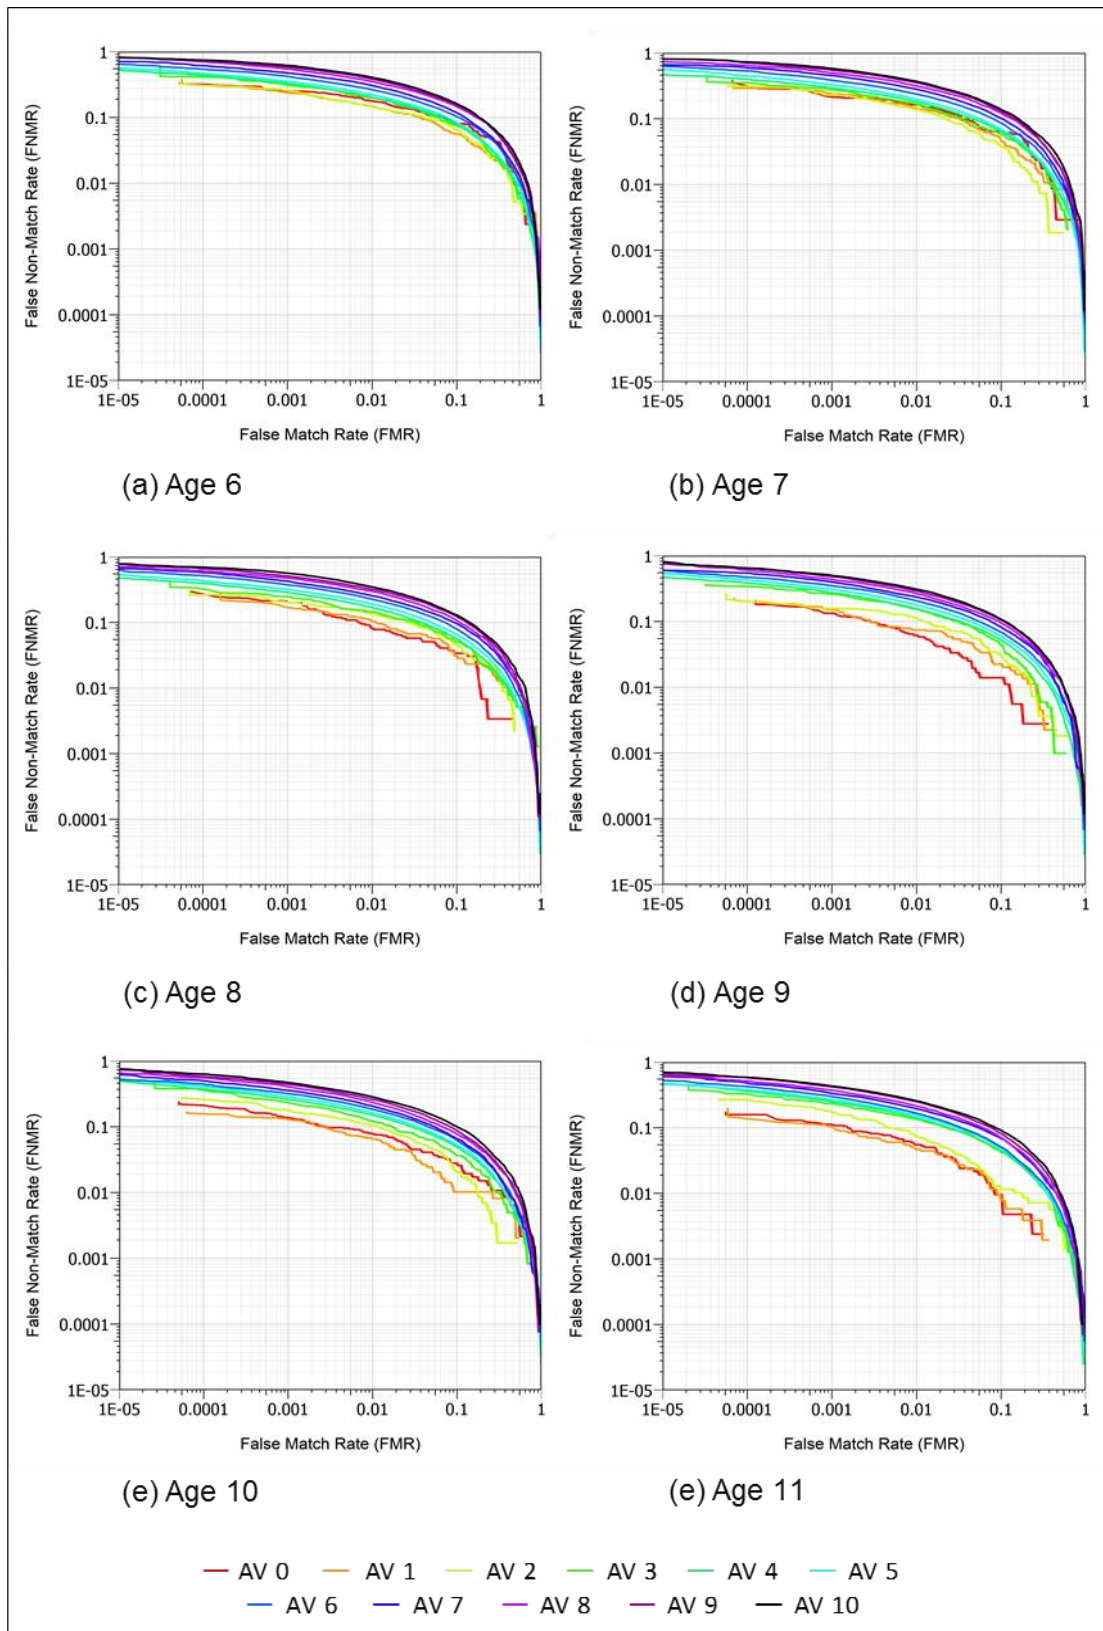 1
0.1
0.01
0.001
0.0001
1E-05
1E-05 0.0001 0.001 0.01 0.1 1
False Non-Match Rate (FNMR)
False Match Rate (FMR)
(a) Age 6
1
0.1
0.01
0.001
0.0001
1E-05
1E-05 0.0001 0.001 0.01 0.1 1
False Non-Match Rate (FNMR)
False Match Rate (FMR)
(b) Age 7
1
0.1
0.01
0.001
0.0001
1E-05
1E-05 0.0001 0.001 0.01 0.1 1
False Non-Match Rate (FNMR)
False Match Rate (FMR)
(c) Age 8
1
0.1
0.01
0.001
0.0001
1E-05
1E-05 0.0001 0.001 0.01 0.1 1
False Non-Match Rate (FNMR)
False Match Rate (FMR)
(d) Age 9
1
0.1
0.01
0.001
0.0001
1E-05
1E-05 0.0001 0.001 0.01 0.1 1
False Non-Match Rate (FNMR)
False Match Rate (FMR)
(e) Age 10
1
0.1
0.01
0.001
0.0001
1E-05
1E-05 0.0001 0.001 0.01 0.1 1
False Non-Match Rate (FNMR)
False Match Rate (FMR)
(e) Age 11
AV 0 AV 1 AV 2 AV 3 AV 4 AV 5
AV 6 AV 7 AV 8 AV 9 AV 10